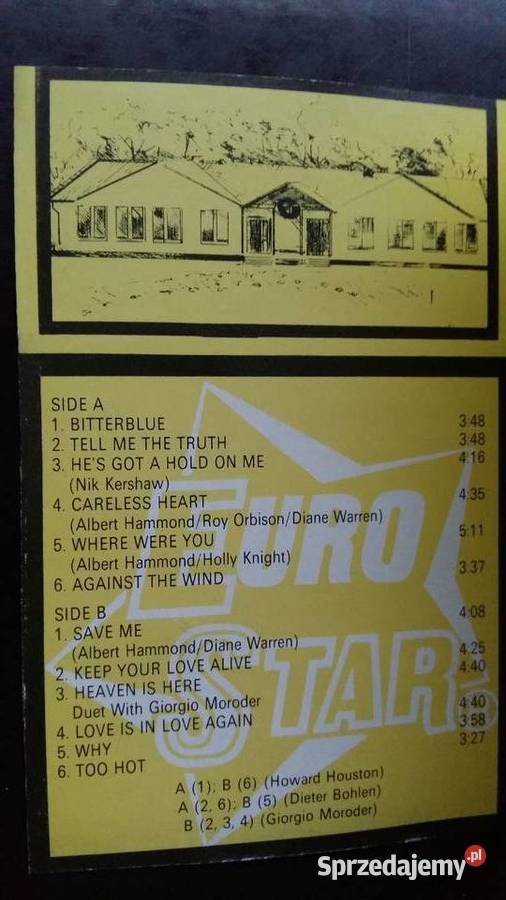 SIDE A
1. BITTERBLUE 3:48
2. TELL ME THE TRUTH 3:48
3. HE'S GOT A HOLD ON ME 4:16
(Nik Kershaw)
4. CARELESS HEART 4:35
(Albert Hammond/Roy Orbison/Diane Warren)
5. WHERE WERE YOU 5:11
(Albert Hammond/Holly Knight)
6. AGAINST THE WIND 3:37
SIDE B
1. SAVE ME 4:08
(Albert Hammond/Diane Warren)
2. KEEP YOUR LOVE ALIVE 4:25
3. HEAVEN IS HERE 4:40
Duet With Giorgio Moroder
4. LOVE IS IN LOVE AGAIN 4:40
5. WHY 3:58
6. TOO HOT 3:27
A (1); B (6) (Howard Houston)
A (2, 6); B (5) (Dieter Bohlen)
B (2, 3, 4) (Giorgio Moroder)
EURO
STAR
Sprzedajemy.pl